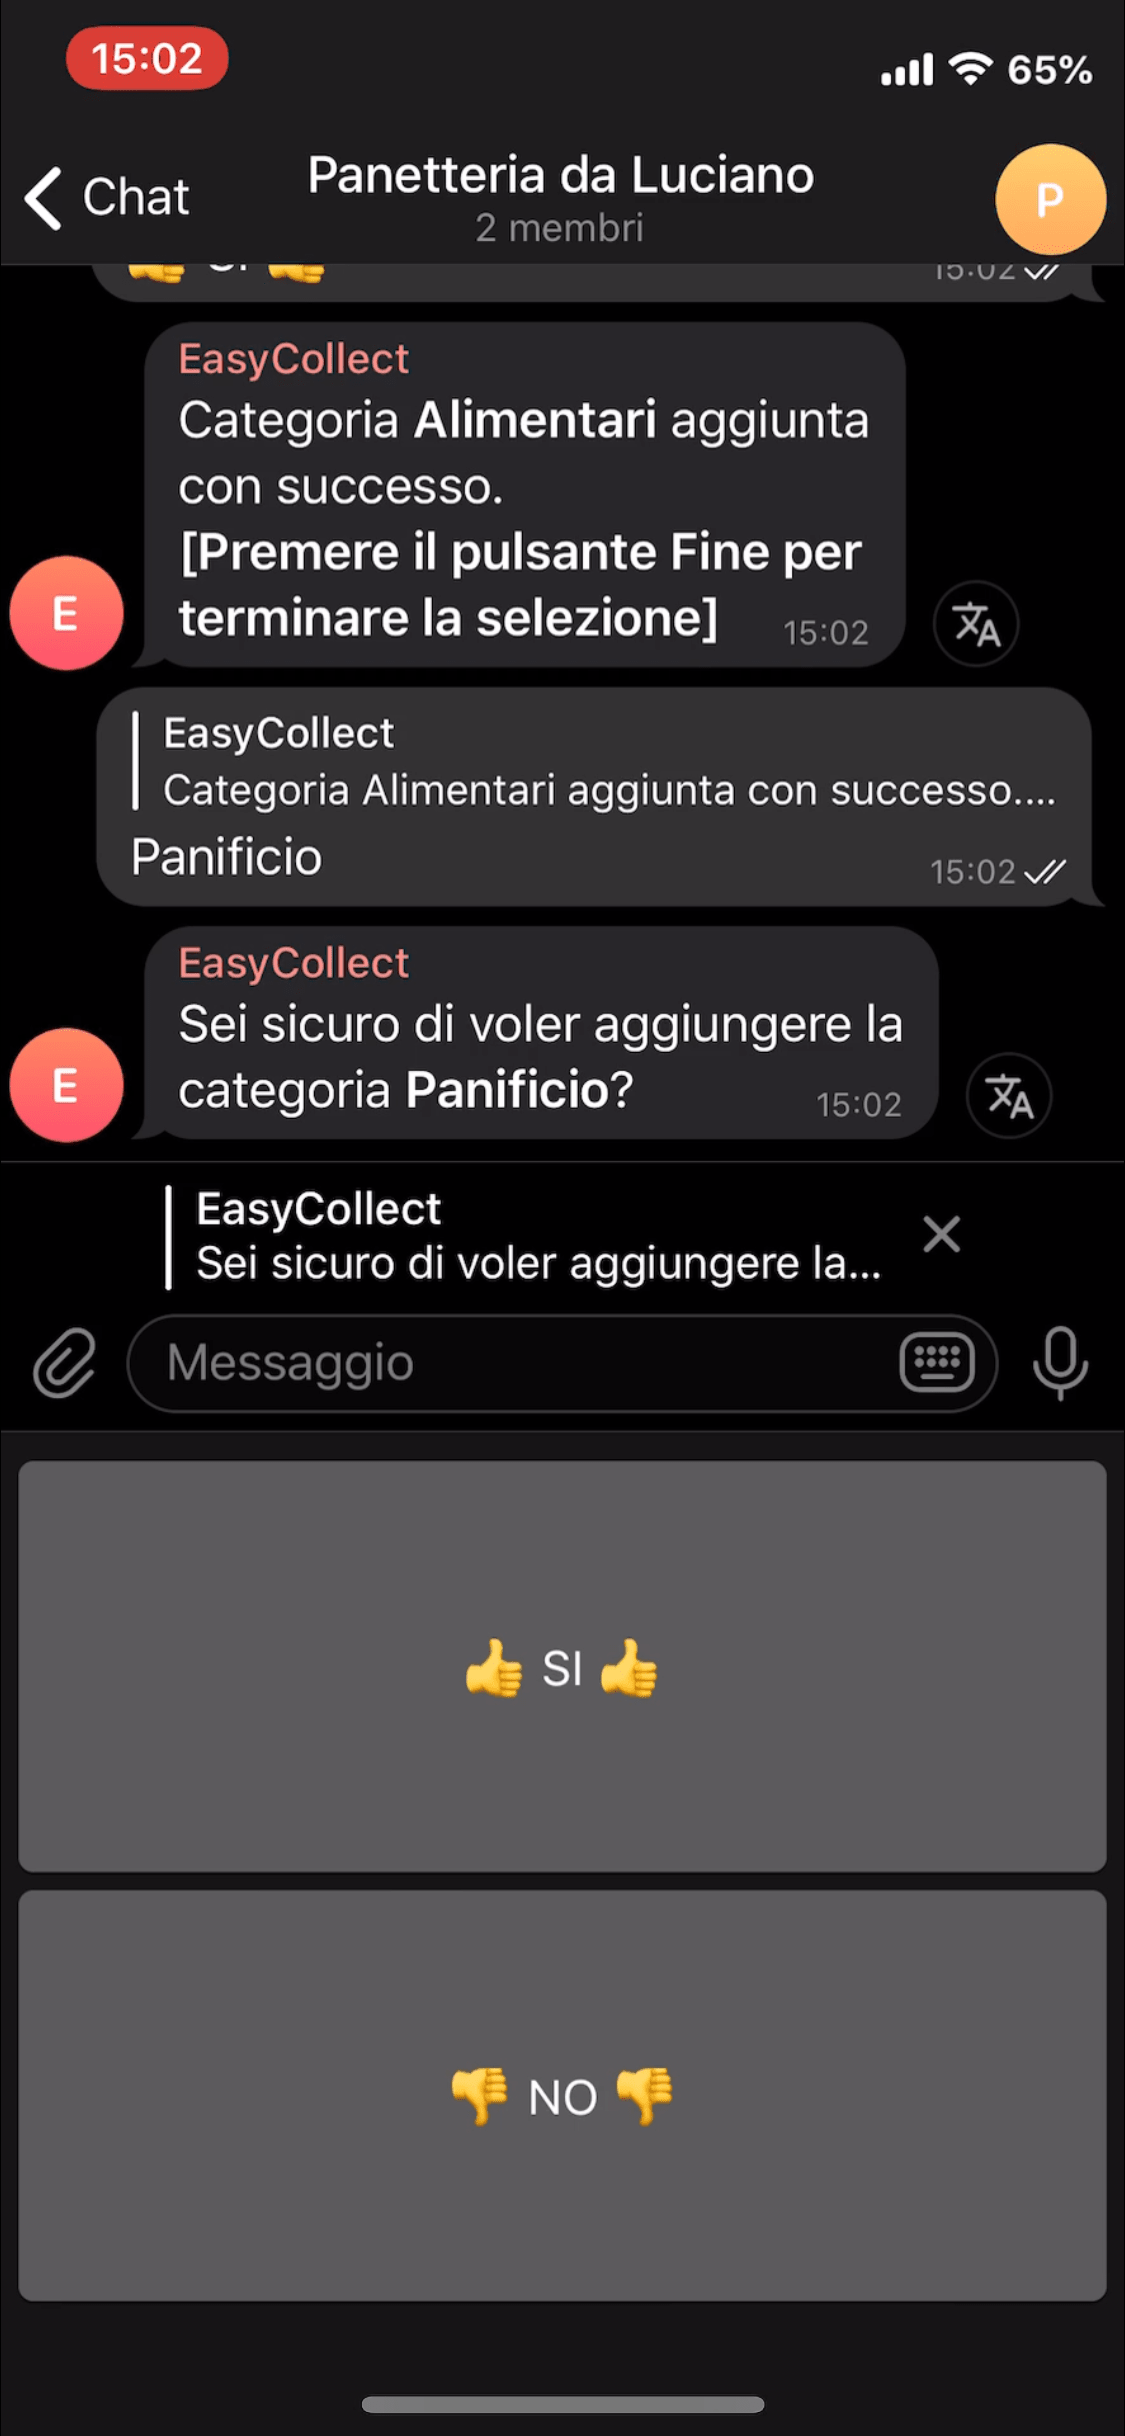 15:02
65%
Chat
Panetteria da Luciano
P
2 membri
👍 SI 👍
15:02
EasyCollect
Categoria Alimentari aggiunta
con successo.
[Premere il pulsante Fine per
terminare la selezione]
15:02
E
EasyCollect
Categoria Alimentari aggiunta con successo....
Panificio
15:02
EasyCollect
Sei sicuro di voler aggiungere la
categoria Panificio?
15:02
E
EasyCollect
Sei sicuro di voler aggiungere la...
Messaggio
👍 SI 👍
👎 NO 👎